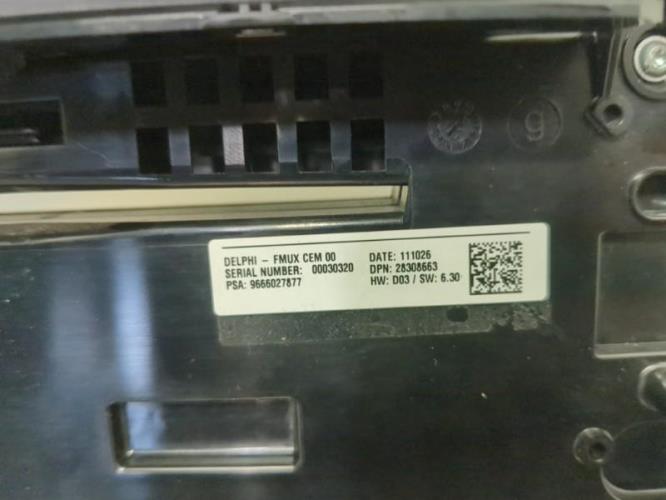 DELPHI - FMUX CEM 00 DATE: 111026
SERIAL NUMBER: 00030320 DPN: 28308663
PSA: 9666027877 HW: D03 / SW: 6.30
g